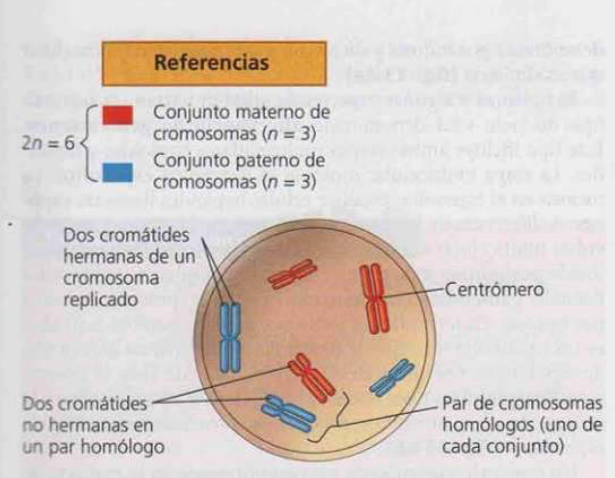 Referencias
2n = 6
Conjunto materno de
cromosomas (n = 3)
Conjunto paterno de
cromosomas (n = 3)
Dos cromátides
hermanas de un
cromosoma
replicado
Centrómero
Dos cromátides
no hermanas en
un par homólogo
Par de cromosomas
homólogos (uno de
cada conjunto)